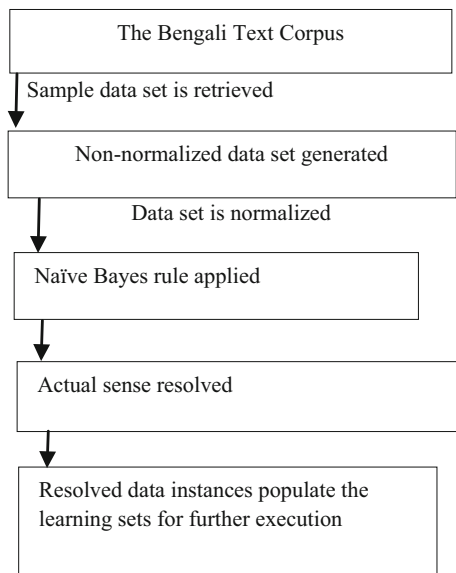 The Bengali Text Corpus
Sample data set is retrieved
Non-normalized data set generated
Data set is normalized
Naïve Bayes rule applied
Actual sense resolved
Resolved data instances populate the
learning sets for further execution